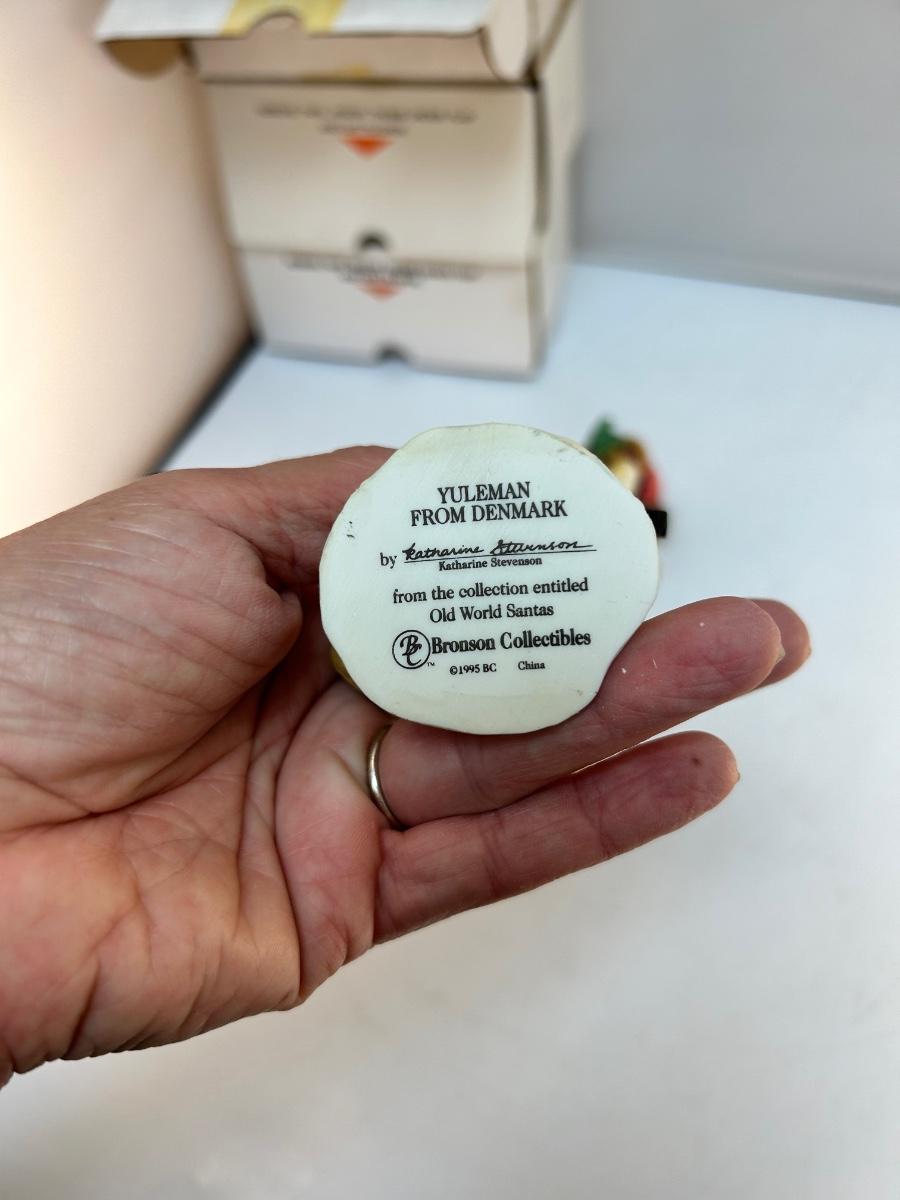 YULEMAN
FROM DENMARK
by Katharine Stevenson
Katharine Stevenson
from the collection entitled
Old World Santas
BC™ Bronson Collectibles
©1995 BC China